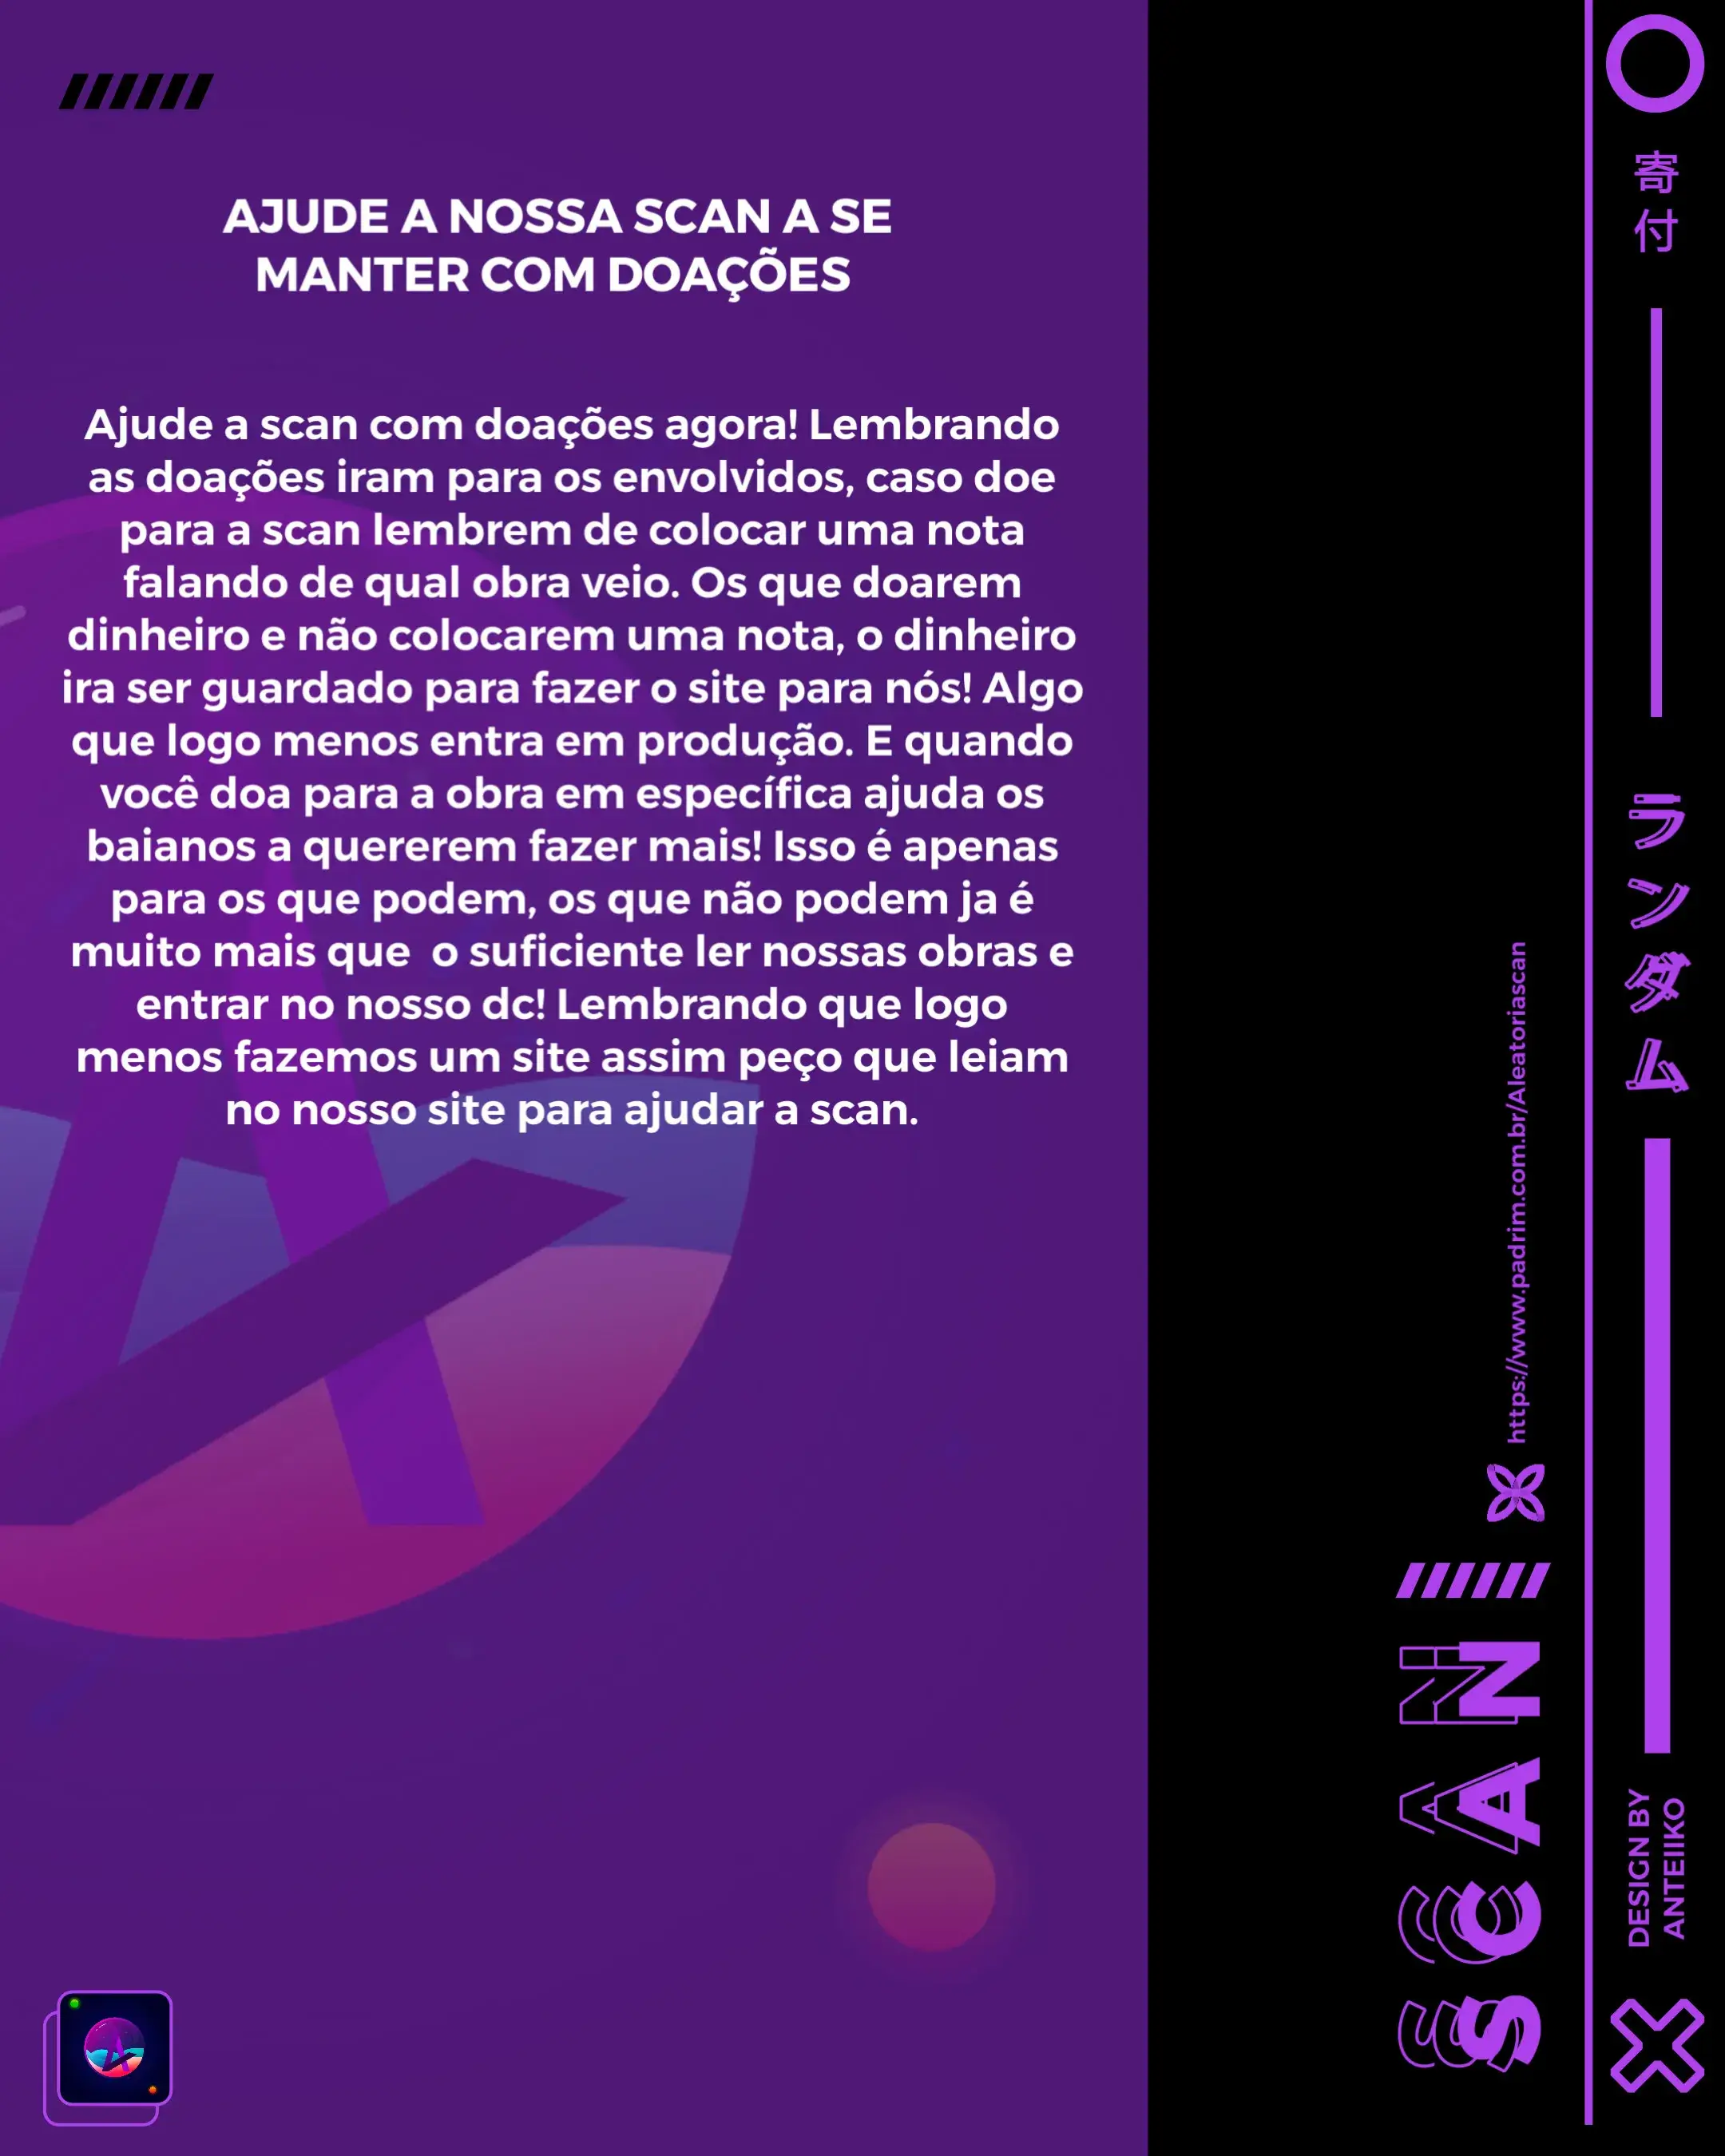 AJUDE A NOSSA SCAN A SE
MANTER COM DOAÇÕES
Ajude a scan com doações agora! Lembrando
as doações iram para os envolvidos, caso doe
para a scan lembrem de colocar uma nota
falando de qual obra veio. Os que doarem
dinheiro e não colocarem uma nota, o dinheiro
ira ser guardado para fazer o site para nós! Algo
que logo menos entra em produção. E quando
você doa para a obra em específica ajuda os
baianos a quererem fazer mais! Isso é apenas
para os que podem, os que não podem ja é
muito mais que  o suficiente ler nossas obras e
entrar no nosso dc! Lembrando que logo
menos fazemos um site assim peço que leiam
no nosso site para ajudar a scan.
https://www.padrim.com.br/Aleatoriascan
SCAN
寄付
ランダム
DESIGN BY
ANTEIIKO